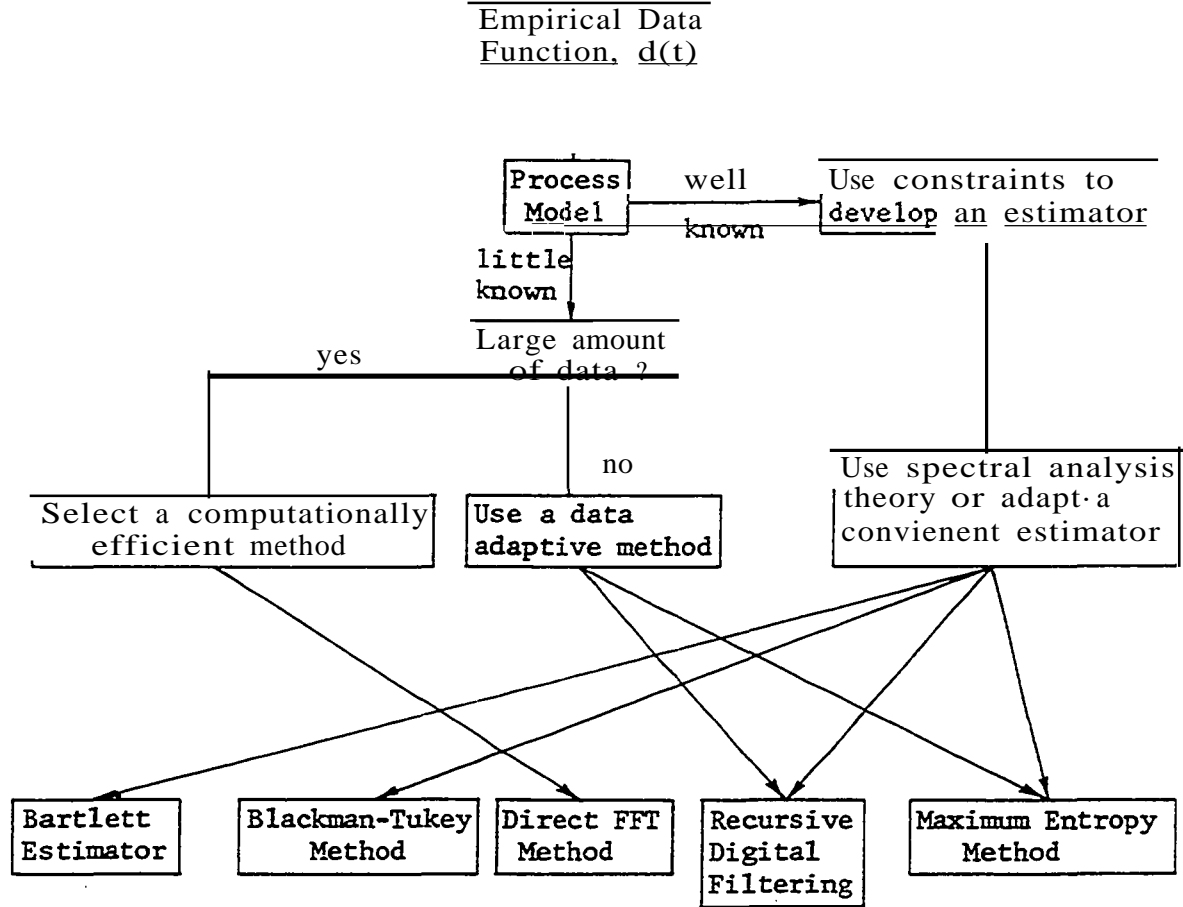 Empirical Data
Function, d(t)
Process
Model
well
known
Use constraints to
develop an estimator
little
known
Large amount
of data ?
yes
no
Select a computationally
efficient method
Use a data
adaptive method
Use spectral analysis
theory or adapt·a
convienent estimator
Bartlett
Estimator
Blackman-Tukey
Method
Direct FFT
Method
Recursive
Digital
Filtering
Maximum Entropy
Method